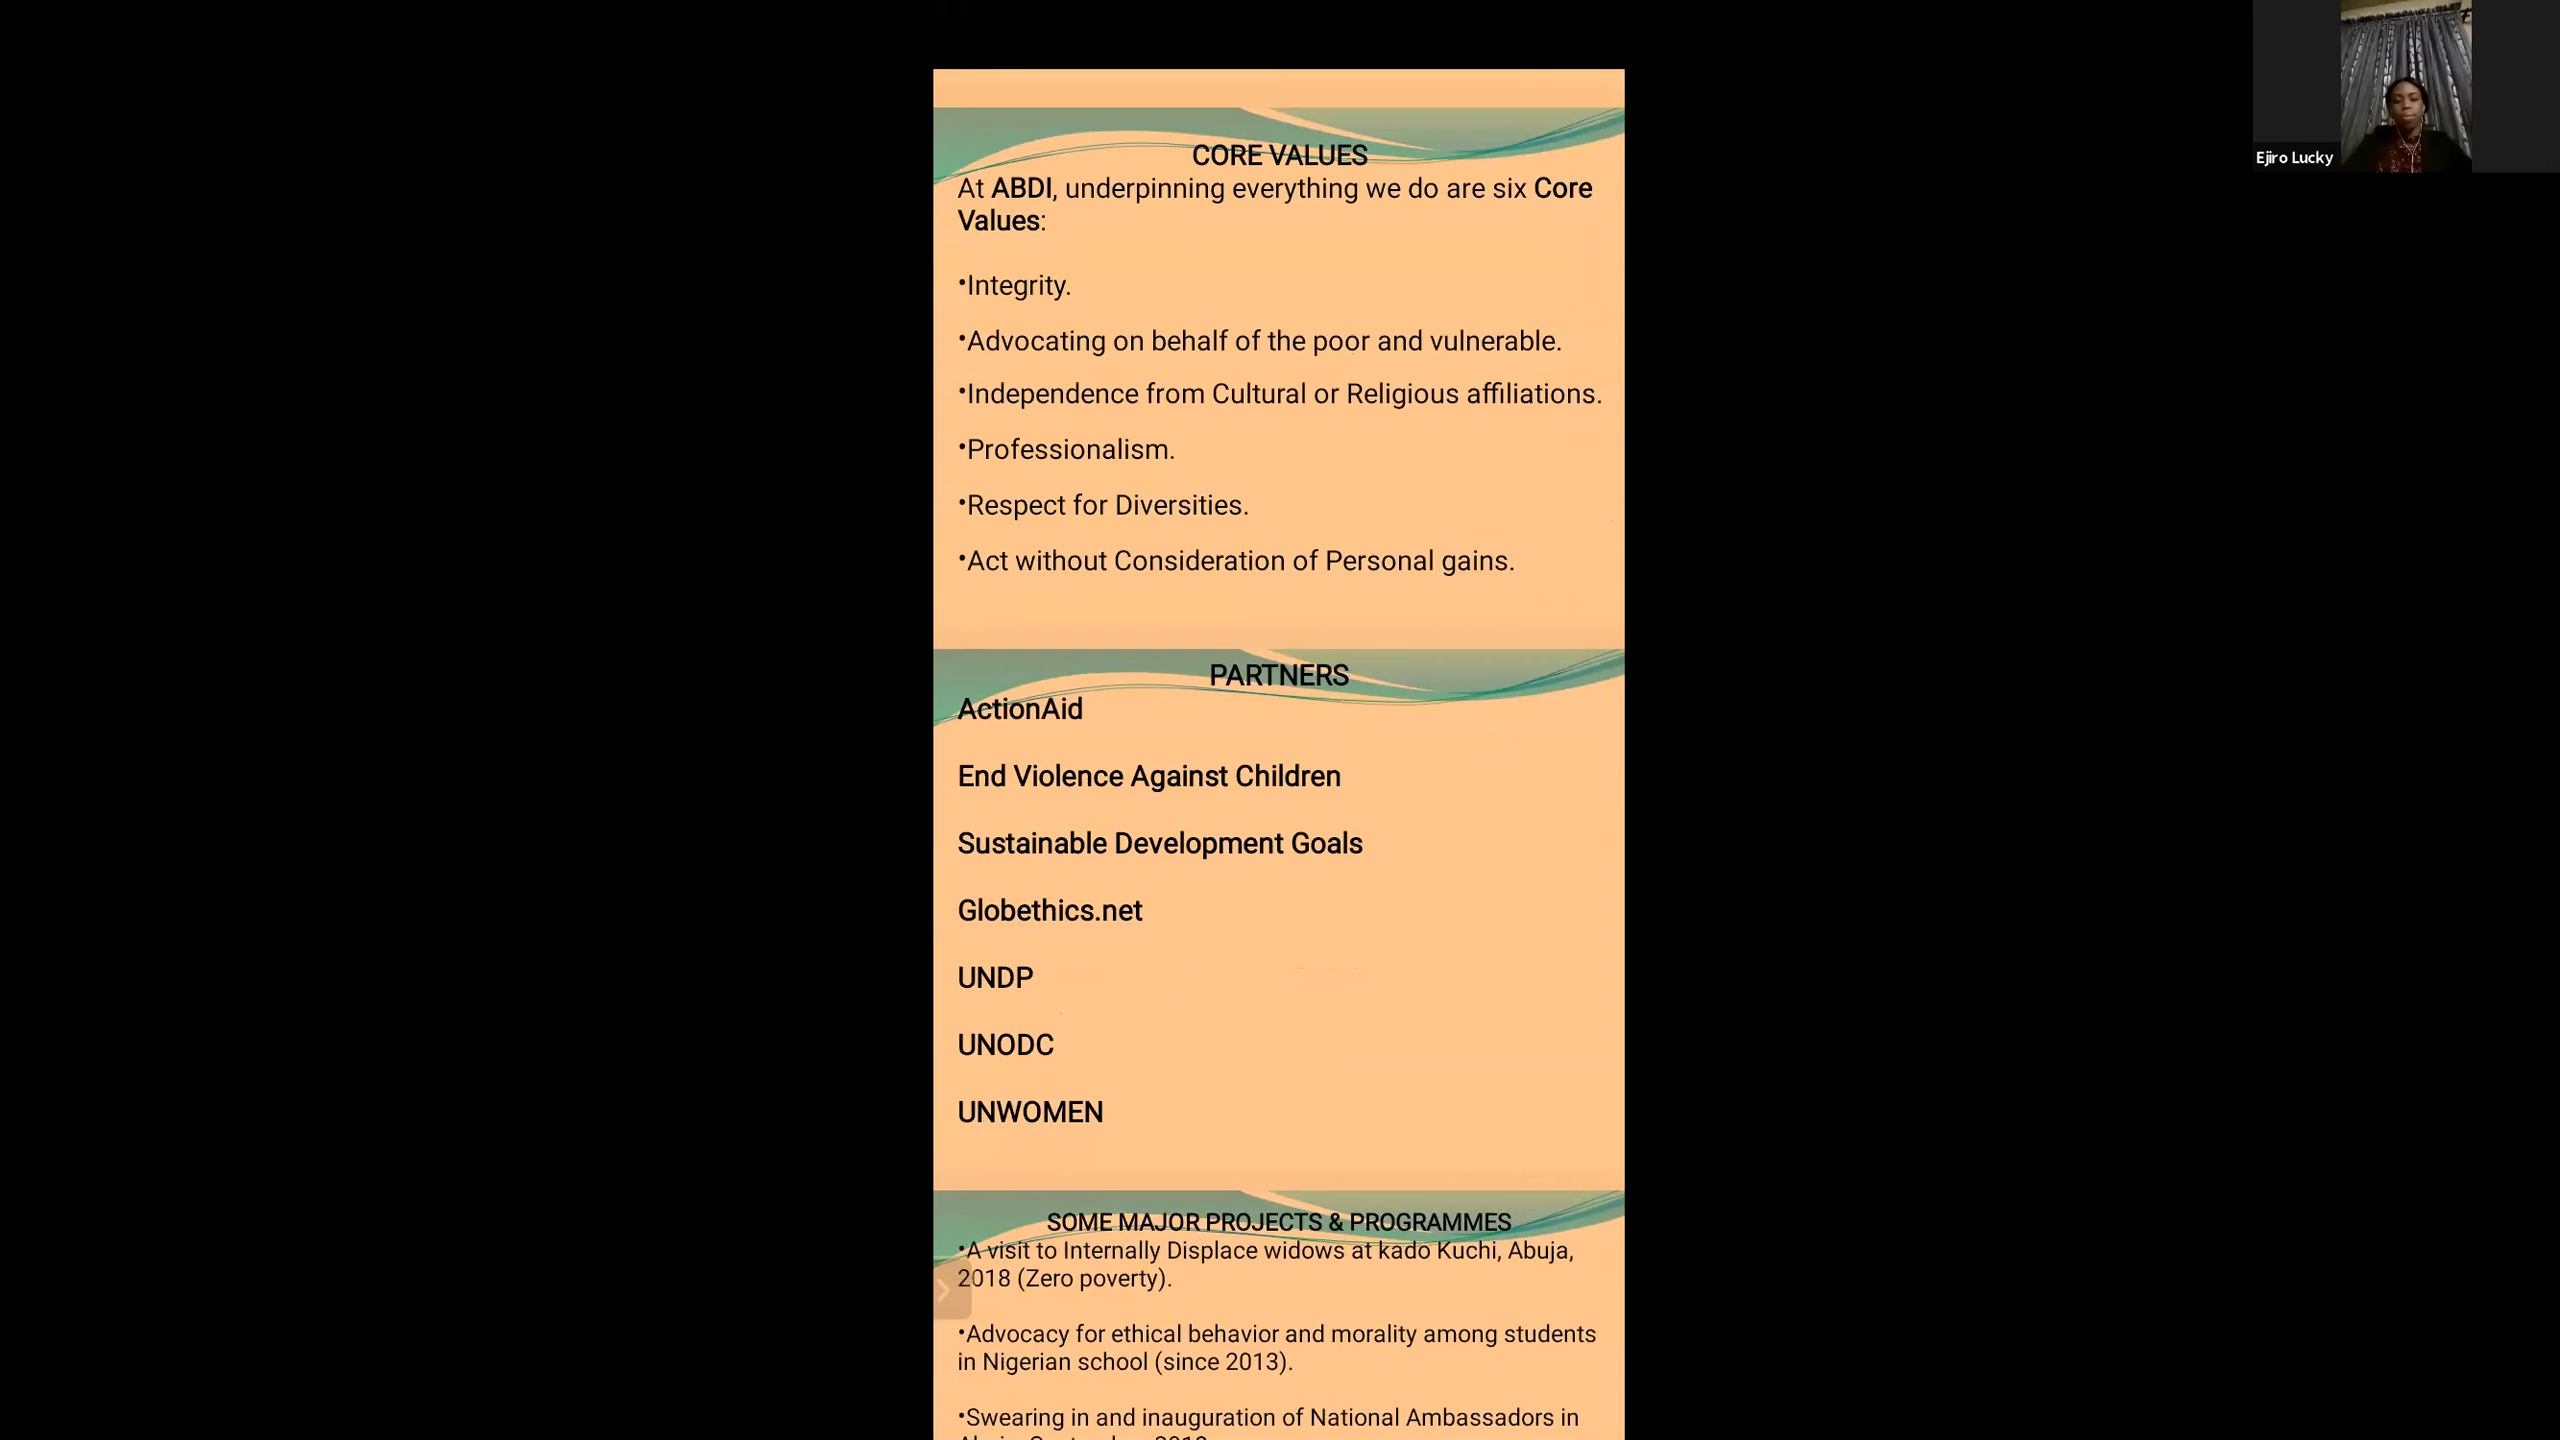 CORE VALUES
At ABDI, underpinning everything we do are six Core
Values:
•Integrity.
•Advocating on behalf of the poor and vulnerable.
•Independence from Cultural or Religious affiliations.
•Professionalism.
•Respect for Diversities.
•Act without Consideration of Personal gains.
PARTNERS
ActionAid
End Violence Against Children
Sustainable Development Goals
Globethics.net
UNDP
UNODC
UNWOMEN
SOME MAJOR PROJECTS & PROGRAMMES
•A visit to Internally Displace widows at kado Kuchi, Abuja,
2018 (Zero poverty).
•Advocacy for ethical behavior and morality among students
in Nigerian school (since 2013).
•Swearing in and inauguration of National Ambassadors in
Ejiro Lucky